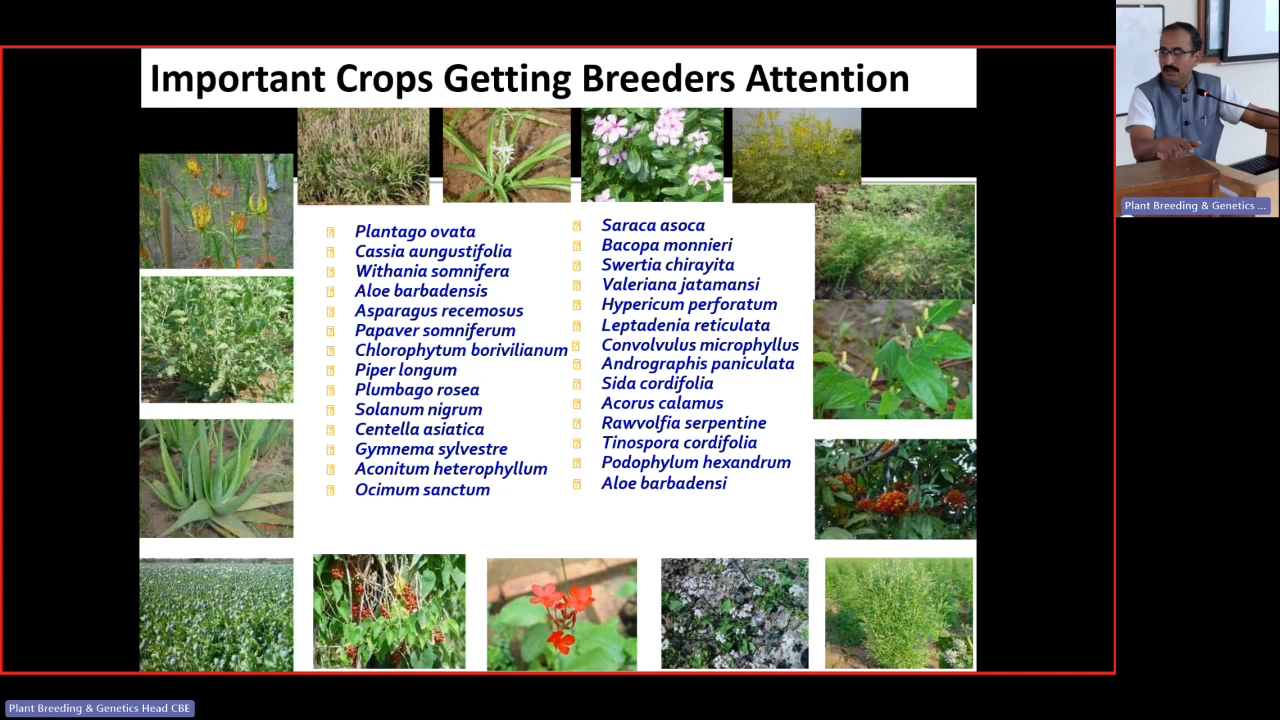 Important Crops Getting Breeders Attention
Plantago ovata
Cassia aungustifolia
Withania somnifera
Aloe barbadensis
Asparagus recemosus
Papaver somniferum
Chlorophytum borivilianum
Piper longum
Plumbago rosea
Solanum nigrum
Centella asiatica
Gymnema sylvestre
Aconitum heterophyllum
Ocimum sanctum
Saraca asoca
Bacopa monnieri
Swertia chirayita
Valeriana jatamansi
Hypericum perforatum
Leptadenia reticulata
Convolvulus microphyllus
Andrographis paniculata
Sida cordifolia
Acorus calamus
Rawvolfia serpentine
Tinospora cordifolia
Podophylum hexandrum
Aloe barbadensi
Plant Breeding & Genetics ...
Plant Breeding & Genetics Head CBE